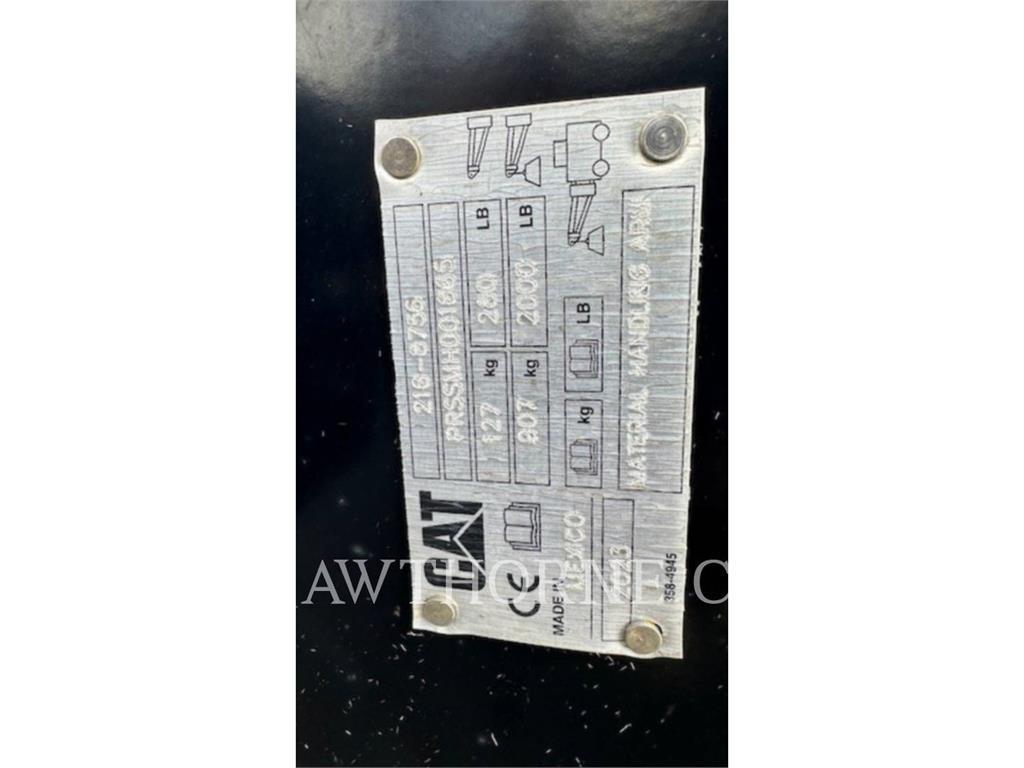 CAT
216-8756
PRSSMH001665
127 kg 280 LB
907 kg 2000 LB
CE
MADE IN
MEXICO
kg LB
2023
MATERIAL HANDLING ARM
358-4945
AWTHORNE C